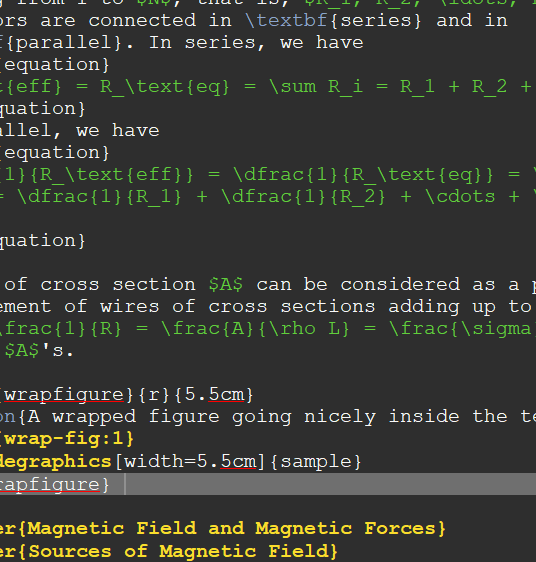 g from 1 to $N$, that is, $R_1, R_2, \ldots,
ors are connected in \textbf{series} and in
f{parallel}. In series, we have
{equation}
t{eff} = R_\text{eq} = \sum R_i = R_1 + R_2 +
quation}
allel, we have
{equation}
1}{R_\text{eff}} = \dfrac{1}{R_\text{eq}} = \
= \dfrac{1}{R_1} + \dfrac{1}{R_2} + \cdots + \
quation}
of cross section $A$ can be considered as a p
ement of wires of cross sections adding up to
\frac{1}{R} = \frac{A}{\rho L} = \frac{\sigma
$A$'s.
{wrapfigure}{r}{5.5cm}
on{A wrapped figure going nicely inside the te
{wrap-fig:1}
degraphics[width=5.5cm]{sample}
rapfigure}
er{Magnetic Field and Magnetic Forces}
er{Sources of Magnetic Field}